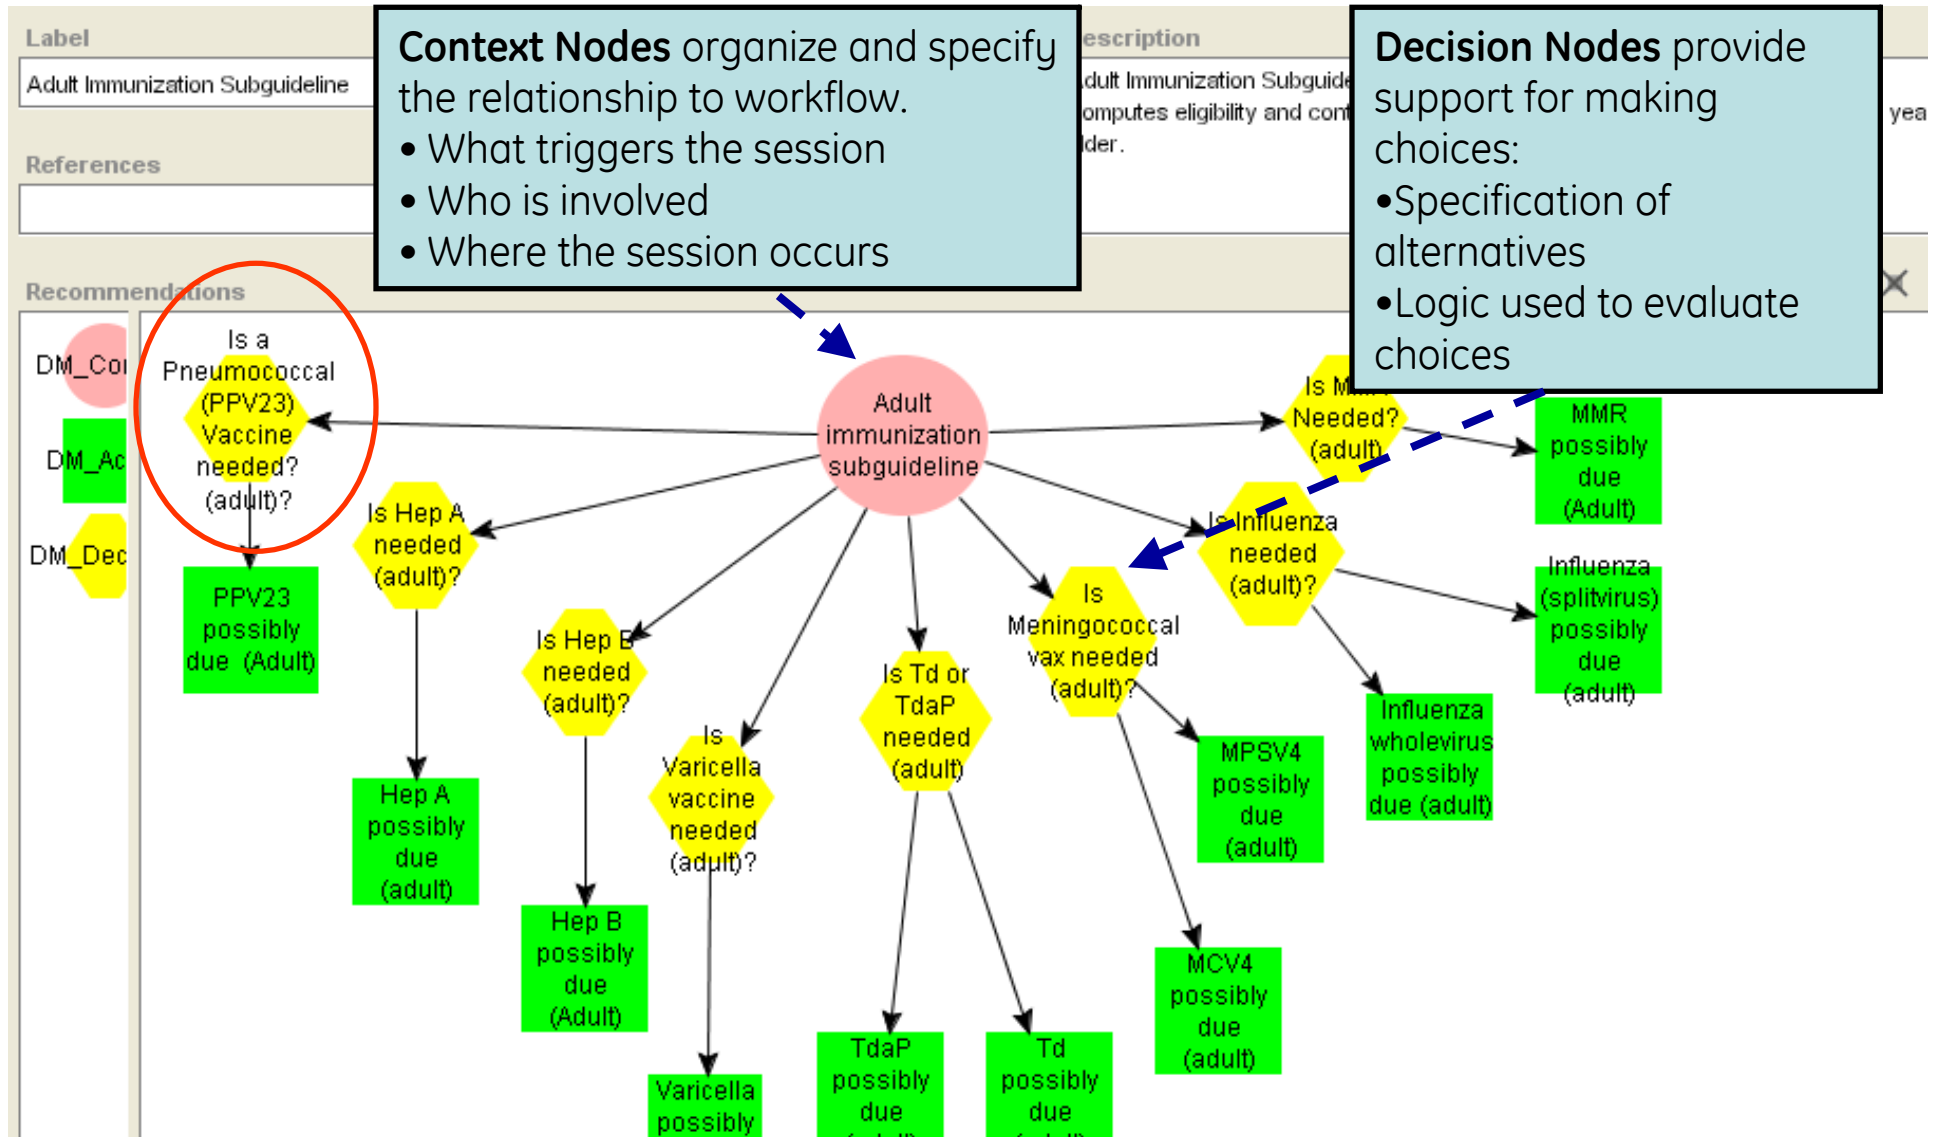 Label
Adult Immunization Subguideline
References
Context Nodes organize and specify
the relationship to workflow.
• What triggers the session
• Who is involved
• Where the session occurs
Decision Nodes provide
support for making
choices:
•Specification of
alternatives
•Logic used to evaluate
choices
Recommendations
Is a
Pneumococcal
(PPV23)
Vaccine
needed?
(adult)?
Adult
immunization
subguideline
Needed?
(adult)
MMR
possibly
due
(Adult)
Is Hep A
needed
(adult)?
Is Influenza
needed
(adult)?
Influenza
(splitvirus)
possibly
due
(adult)
PPV23
possibly
due (Adult)
Is Hep B
needed
(adult)?
Is
Meningococcal
vax needed
(adult)?
Is Td or
TdaP
needed
(adult)
Is
Varicella
vaccine
needed
(adult)?
Influenza
wholevirus
possibly
due (adult)
MPSV4
possibly
due
(adult)
Hep A
possibly
due
(adult)
Hep B
possibly
due
(Adult)
MCV4
possibly
due
(adult)
Varicella
possibly
TdaP
possibly
due
Td
possibly
due